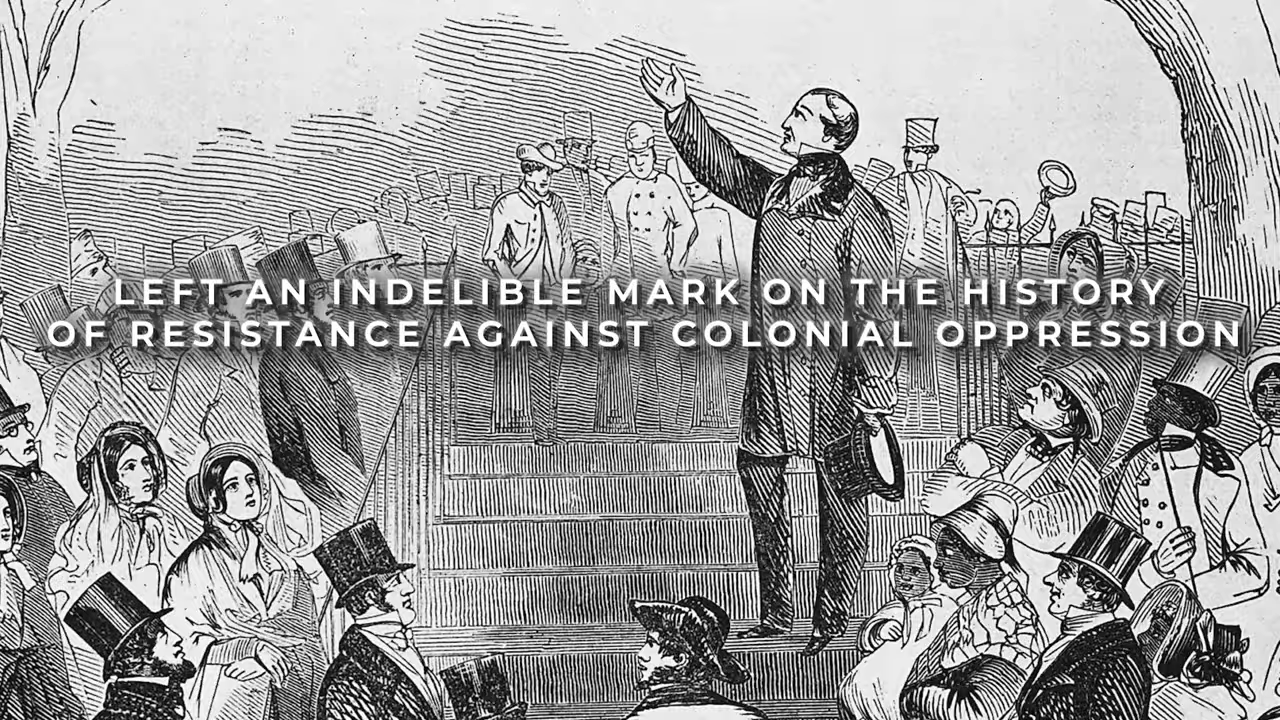 LEFT AN INDELIBLE MARK ON THE HISTORY
OF RESISTANCE AGAINST COLONIAL OPPRESSION